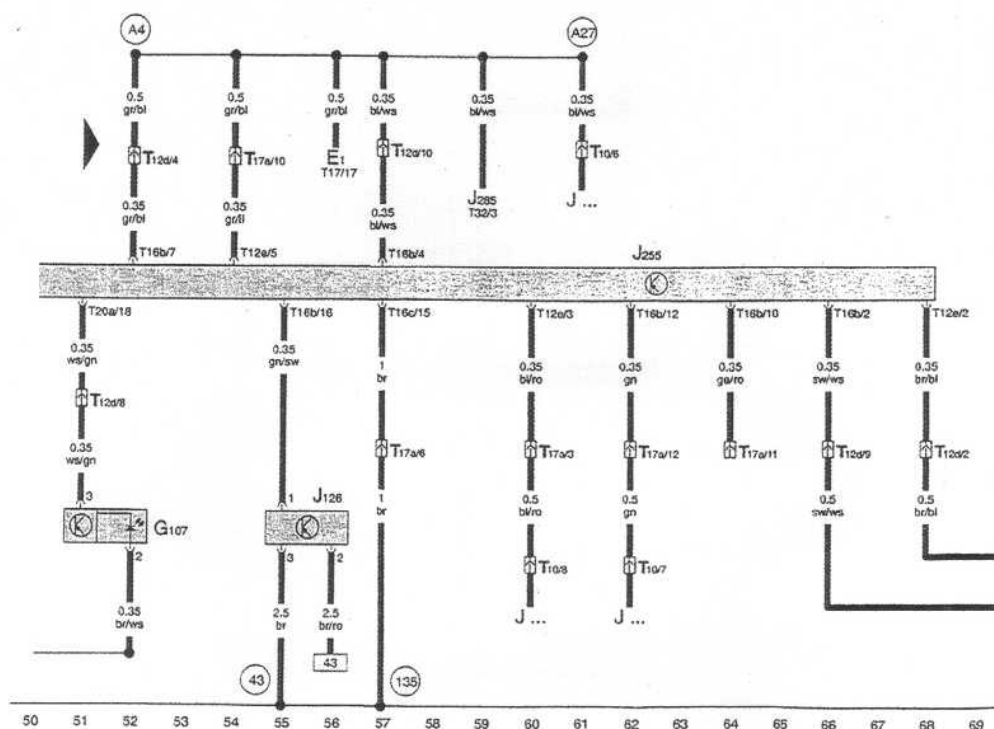 A4
A27
0.5 0.5 0.5 0.35 0.35 0.35
gr/bl gr/bl gr/bl bl/ws bl/ws bl/ws
T12d/4 T17a/10 E1 T12d/10 T10/6
T17/17
J285 J ...
T32/3
0.35 0.35 0.35
gr/bl bl/ws
T16b/7 T12e/5 T16b/4 J255
T20a/18 T16b/16 T16c/15 T12e/3 T16b/12 T16b/10 T16b/2 T12e/2
0.35 0.35 1 0.35 0.35 0.35 0.35 0.35
ws/gn gn/sw br bl/ro gn ge/ro sw/ws br/bl
T12d/8
T17a/6 T17a/3 T17a/12 T17a/11 T12d/9 T12d/2
0.35
ws/gn
3 1 J126 1 0.5 0.5 0.5 0.5
br bl/ro gn sw/ws br/bl
G107
2 3 2
T10/8 T10/7
0.35 2.5 2.5 J ... J ...
br/ws br br/ro
43 43 135
50 51 52 53 54 55 56 57 58 59 60 61 62 63 64 65 66 67 68 69